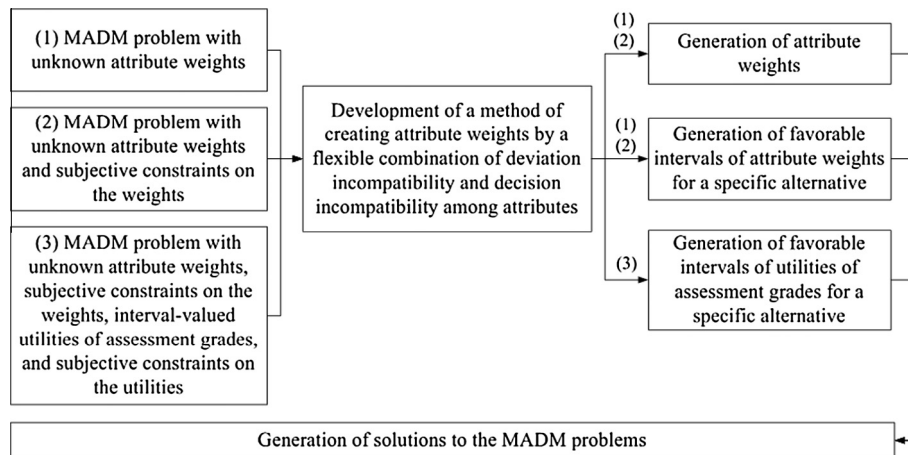 (1) MADM problem with
unknown attribute weights
(2) MADM problem with
unknown attribute weights
and subjective constraints on
the weights
(3) MADM problem with
unknown attribute weights,
subjective constraints on the
weights, interval-valued
utilities of assessment grades,
and subjective constraints on
the utilities
Development of a method of
creating attribute weights by a
flexible combination of deviation
incompatibility and decision
incompatibility among attributes
(1)
(2)
Generation of attribute
weights
(1)
(2)
Generation of favorable
intervals of attribute weights
for a specific alternative
(3)
Generation of favorable
intervals of utilities of
assessment grades for a
specific alternative
Generation of solutions to the MADM problems